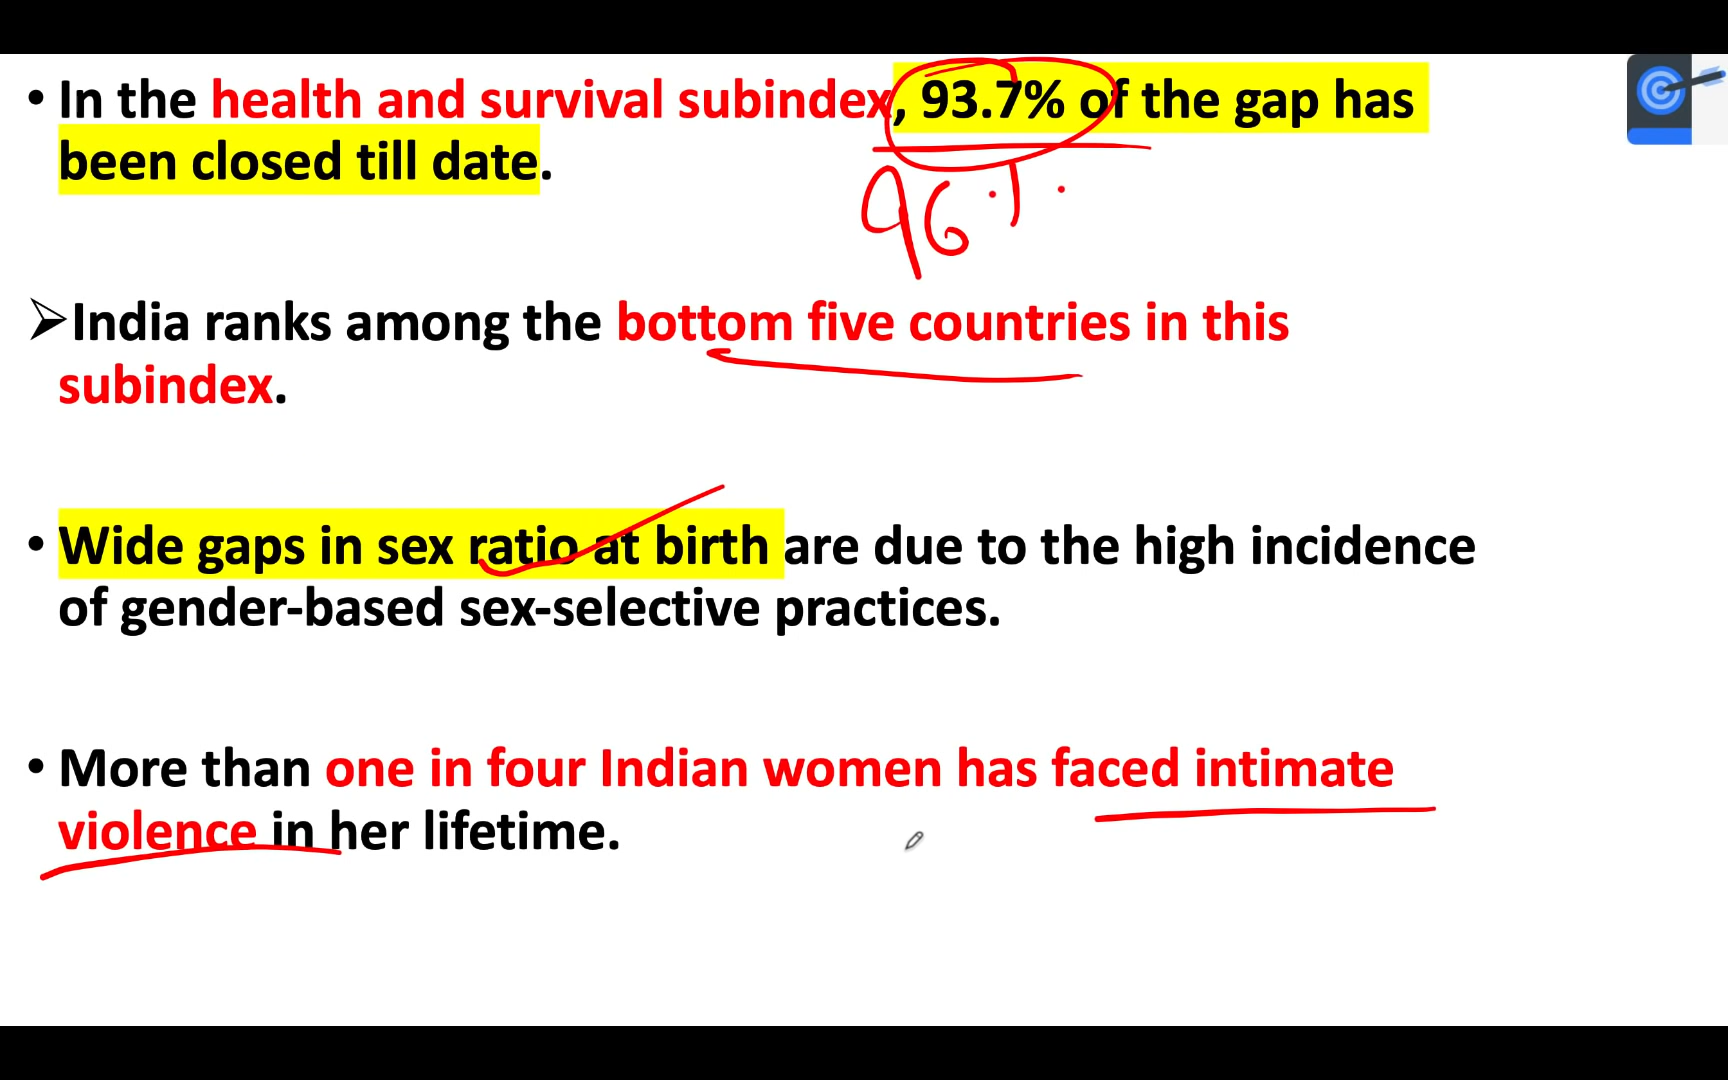 • In the health and survival subindex, 93.7% of the gap has
been closed till date.
96%
➢India ranks among the bottom five countries in this
subindex.
• Wide gaps in sex ratio at birth are due to the high incidence
of gender-based sex-selective practices.
• More than one in four Indian women has faced intimate
violence in her lifetime.